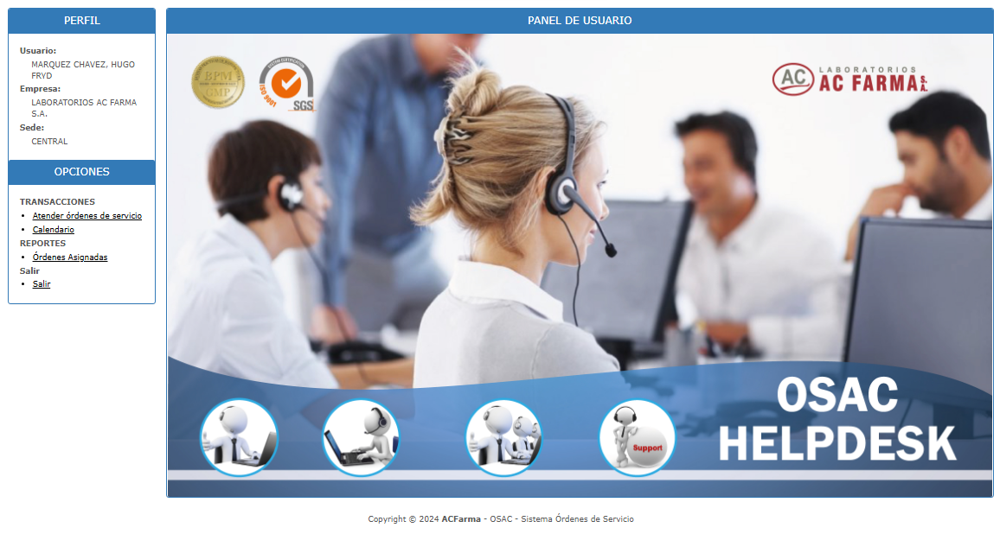 PERFIL
Usuario:
MARQUEZ CHAVEZ, HUGO
FRYD
Empresa:
LABORATORIOS AC FARMA
S.A.
Sede:
CENTRAL
OPCIONES
TRANSACCIONES
Atender órdenes de servicio
Calendario
REPORTES
Órdenes Asignadas
Salir
Salir
PANEL DE USUARIO
BPM
GMP
SYSTEM CERTIFICATION
ISO 9001
SGS
AC
LABORATORIOS
AC FARMA S.A.
Support
OSAC
HELPDESK
Copyright © 2024 ACFarma - OSAC - Sistema Órdenes de Servicio